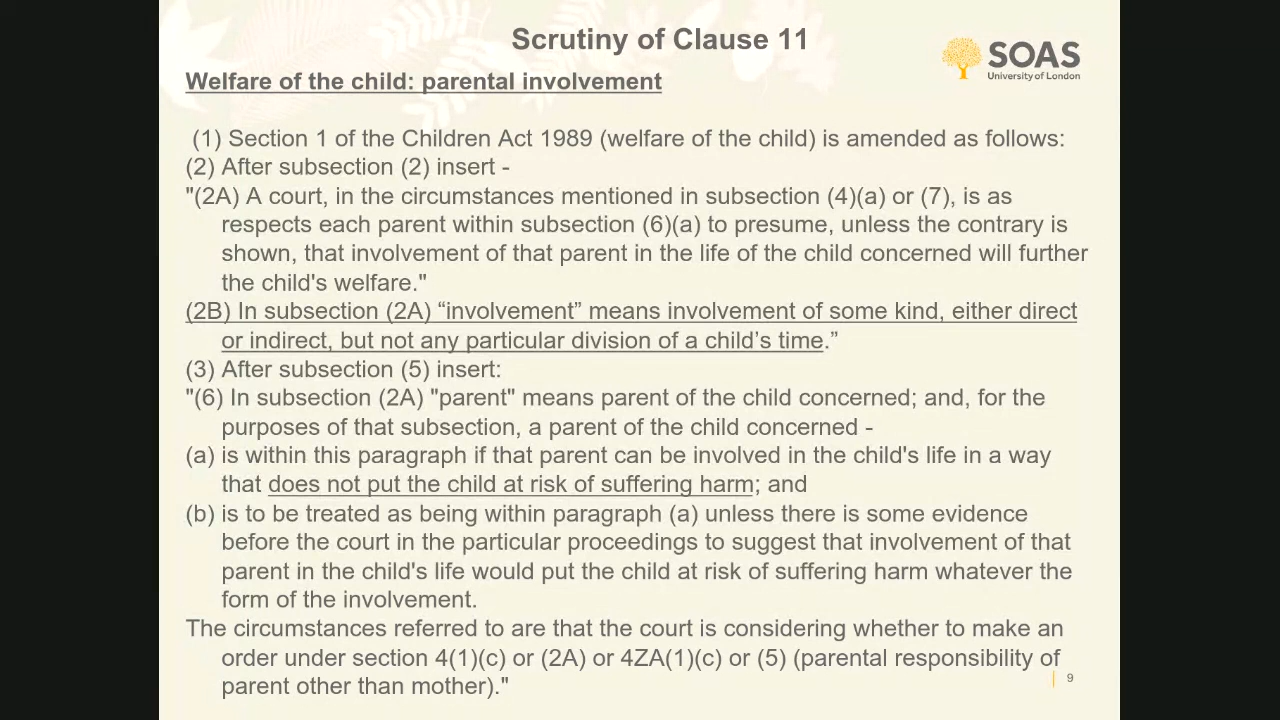 Scrutiny of Clause 11
SOAS
University of London
Welfare of the child: parental involvement
(1) Section 1 of the Children Act 1989 (welfare of the child) is amended as follows:
(2) After subsection (2) insert -
"(2A) A court, in the circumstances mentioned in subsection (4)(a) or (7), is as
respects each parent within subsection (6)(a) to presume, unless the contrary is
shown, that involvement of that parent in the life of the child concerned will further
the child's welfare."
(2B) In subsection (2A) “involvement” means involvement of some kind, either direct
or indirect, but not any particular division of a child’s time.”
(3) After subsection (5) insert:
"(6) In subsection (2A) "parent" means parent of the child concerned; and, for the
purposes of that subsection, a parent of the child concerned -
(a) is within this paragraph if that parent can be involved in the child's life in a way
that does not put the child at risk of suffering harm; and
(b) is to be treated as being within paragraph (a) unless there is some evidence
before the court in the particular proceedings to suggest that involvement of that
parent in the child's life would put the child at risk of suffering harm whatever the
form of the involvement.
The circumstances referred to are that the court is considering whether to make an
order under section 4(1)(c) or (2A) or 4ZA(1)(c) or (5) (parental responsibility of
parent other than mother)."
9